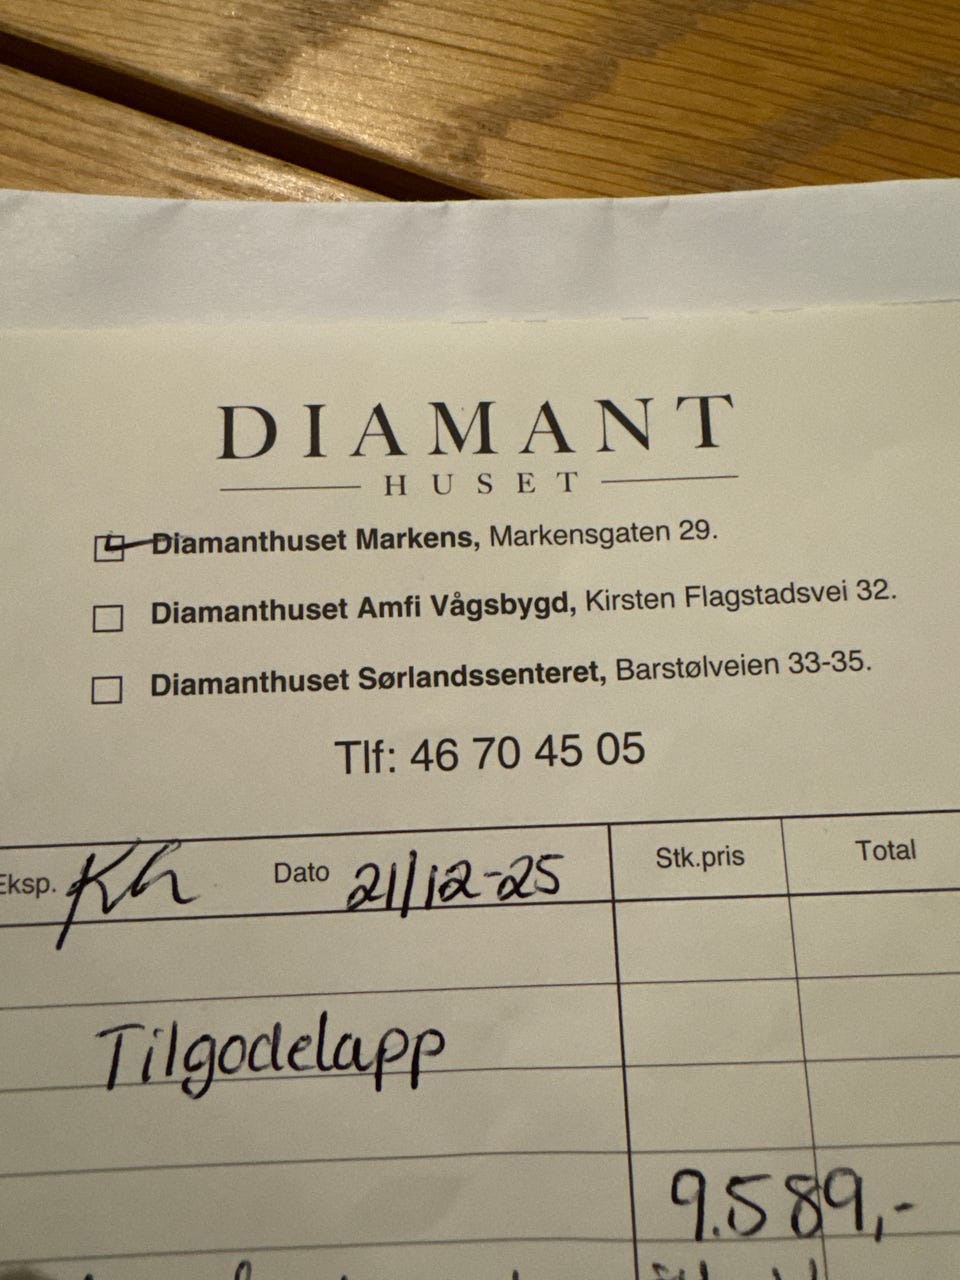 DIAMANT
HUSET
Diamanthuset Markens, Markensgaten 29.
Diamanthuset Amfi Vågsbygd, Kirsten Flagstadsvei 32.
Diamanthuset Sørlandssenteret, Barstølveien 33-35.
Tlf: 46 70 45 05
Eksp. Kh Dato 21/12-25 Stk.pris Total
Tilgodelapp
9.589,-